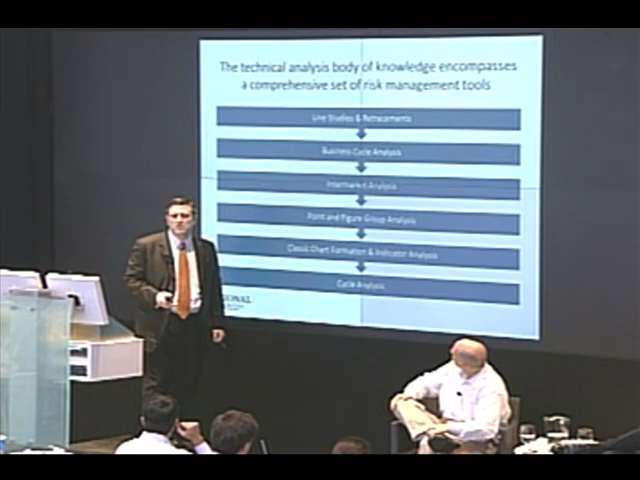 The technical analysis body of knowledge encompasses
a comprehensive set of risk management tools
Line Studies & Retracements
Business Cycle Analysis
Intermarket Analysis
Point and Figure Group Analysis
Classic Chart Formation & Indicator Analysis
Cycle Analysis